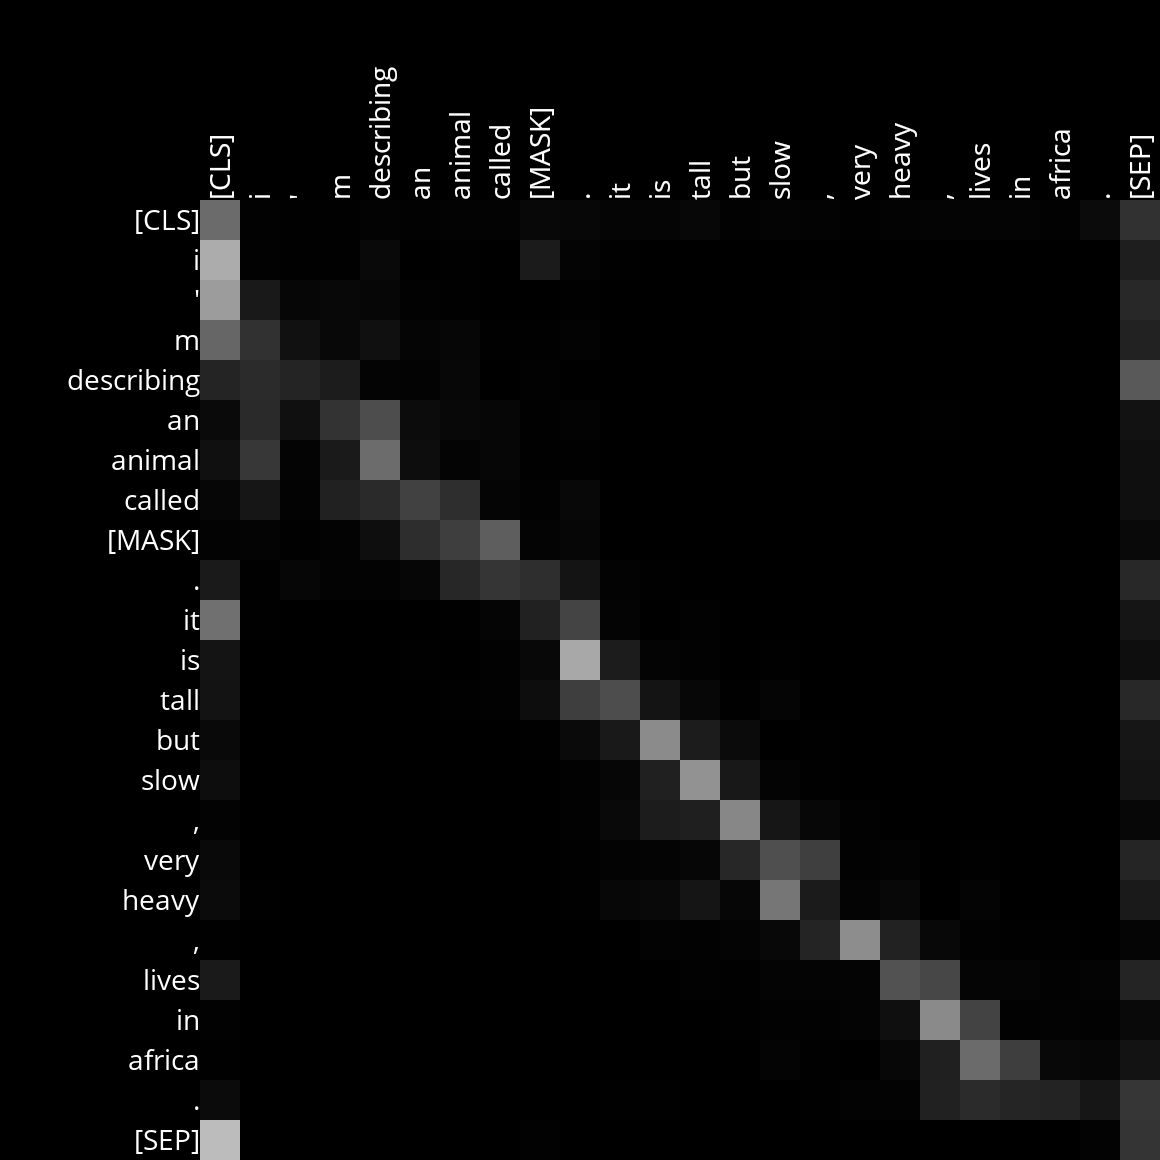 [CLS] i ' m describing an animal called [MASK] . it is tall but slow , very heavy , lives in africa . [SEP]
[CLS]
i
'
m
describing
an
animal
called
[MASK]
.
it
is
tall
but
slow
,
very
heavy
,
lives
in
africa
.
[SEP]